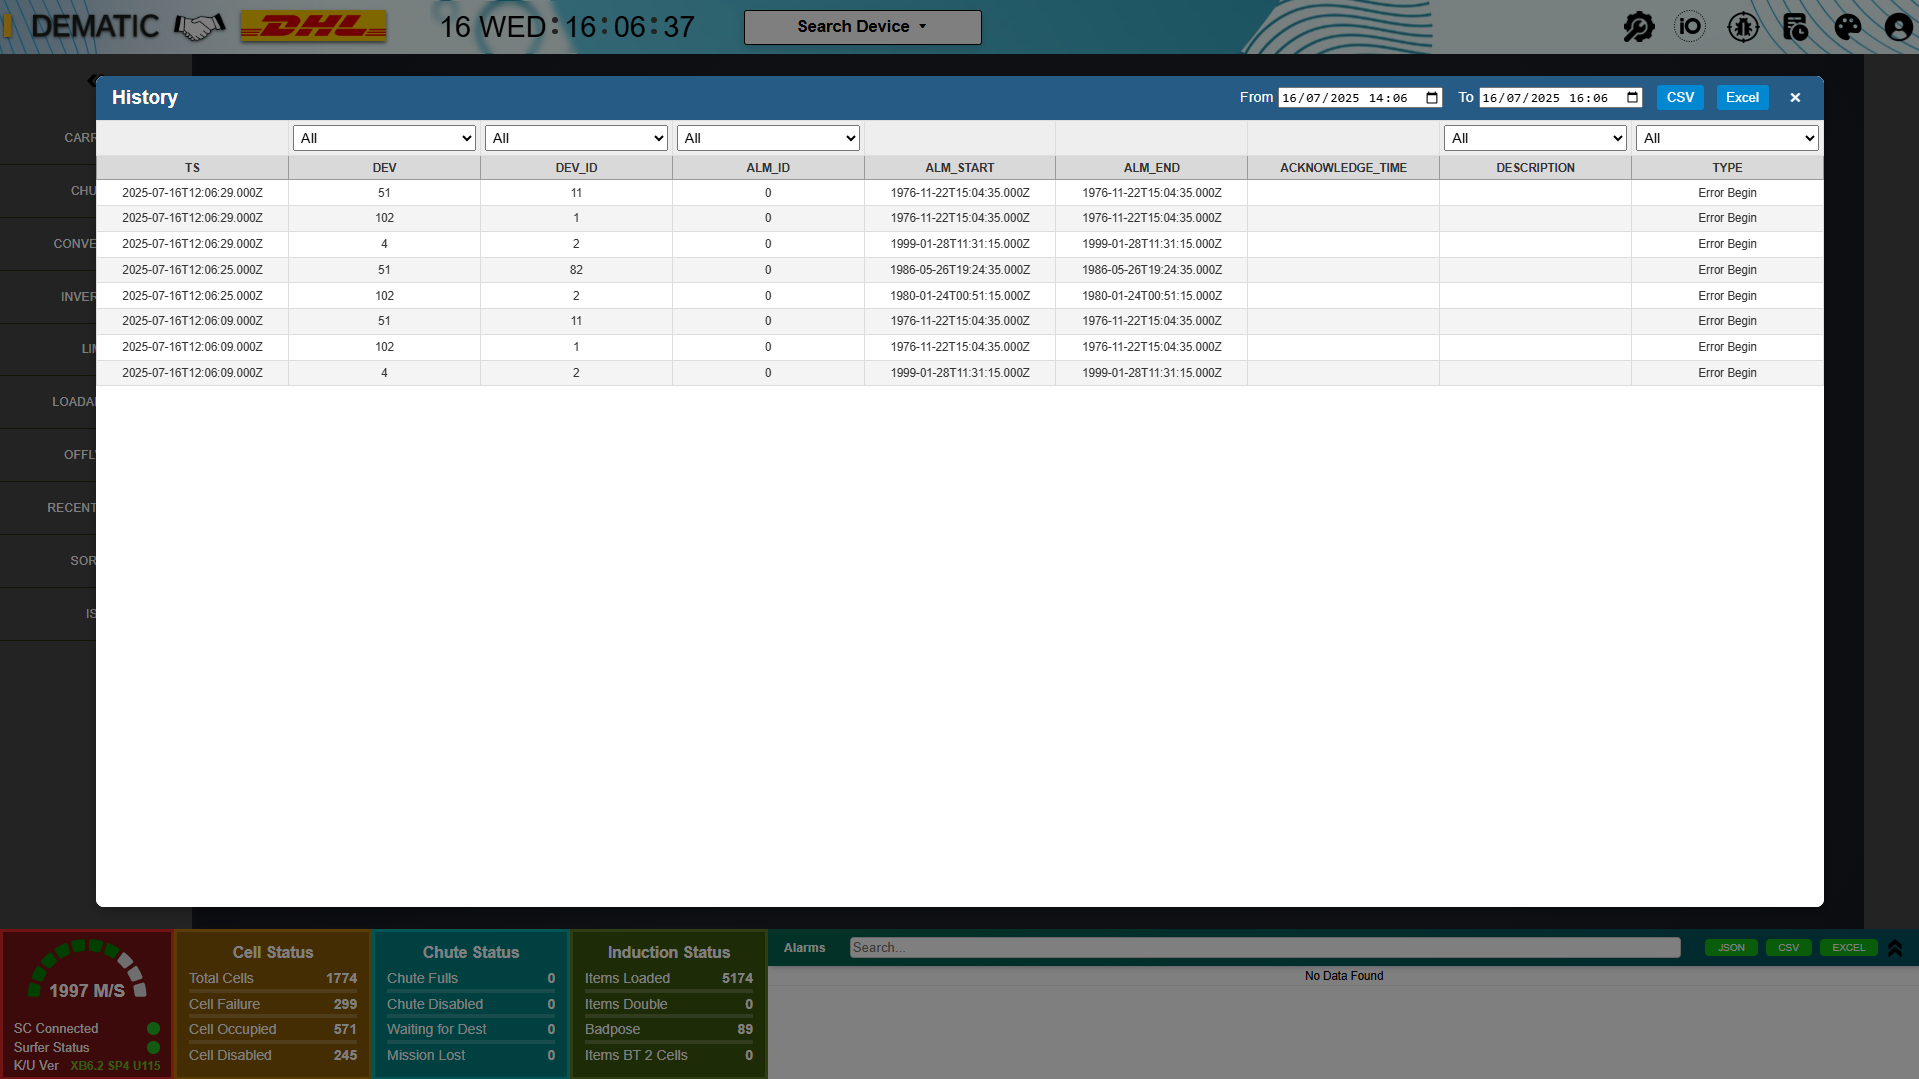 DEMATIC DHL 16 WED:16:06:37 Search Device iO
History From 16/07/2025 14:06 To 16/07/2025 16:06 CSV Excel ×
All All All All All
TS DEV DEV_ID ALM_ID ALM_START ALM_END ACKNOWLEDGE_TIME DESCRIPTION TYPE
2025-07-16T12:06:29.000Z 51 11 0 1976-11-22T15:04:35.000Z 1976-11-22T15:04:35.000Z Error Begin
2025-07-16T12:06:29.000Z 102 1 0 1976-11-22T15:04:35.000Z 1976-11-22T15:04:35.000Z Error Begin
2025-07-16T12:06:29.000Z 4 2 0 1999-01-28T11:31:15.000Z 1999-01-28T11:31:15.000Z Error Begin
2025-07-16T12:06:25.000Z 51 82 0 1986-05-26T19:24:35.000Z 1986-05-26T19:24:35.000Z Error Begin
2025-07-16T12:06:25.000Z 102 2 0 1980-01-24T00:51:15.000Z 1980-01-24T00:51:15.000Z Error Begin
2025-07-16T12:06:09.000Z 51 11 0 1976-11-22T15:04:35.000Z 1976-11-22T15:04:35.000Z Error Begin
2025-07-16T12:06:09.000Z 102 1 0 1976-11-22T15:04:35.000Z 1976-11-22T15:04:35.000Z Error Begin
2025-07-16T12:06:09.000Z 4 2 0 1999-01-28T11:31:15.000Z 1999-01-28T11:31:15.000Z Error Begin
CARR
CHU
CONVE
INVER
LIM
LOADA
OFFL
RECENT
SOR
IS
1997 M/S
SC Connected
Surfer Status
K/U Ver XB6.2 SP4 U115
Cell Status
Total Cells 1774
Cell Failure 299
Cell Occupied 571
Cell Disabled 245
Chute Status
Chute Fulls 0
Chute Disabled 0
Waiting for Dest 0
Mission Lost 0
Induction Status
Items Loaded 5174
Items Double 0
Badpose 89
Items BT 2 Cells 0
Alarms Search... JSON CSV EXCEL
No Data Found